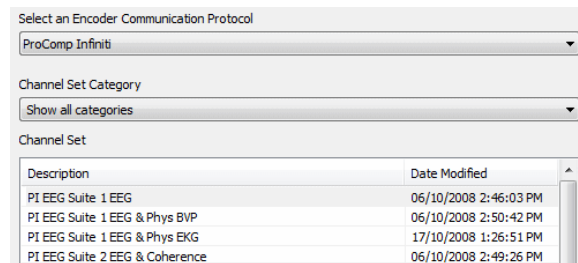 Select an Encoder Communication Protocol
ProComp Infiniti
Channel Set Category
Show all categories
Channel Set
Description Date Modified
PI EEG Suite 1 EEG 06/10/2008 2:46:03 PM
PI EEG Suite 1 EEG & Phys BVP 06/10/2008 2:50:42 PM
PI EEG Suite 1 EEG & Phys EKG 17/10/2008 1:26:51 PM
PI EEG Suite 2 EEG & Coherence 06/10/2008 2:49:26 PM